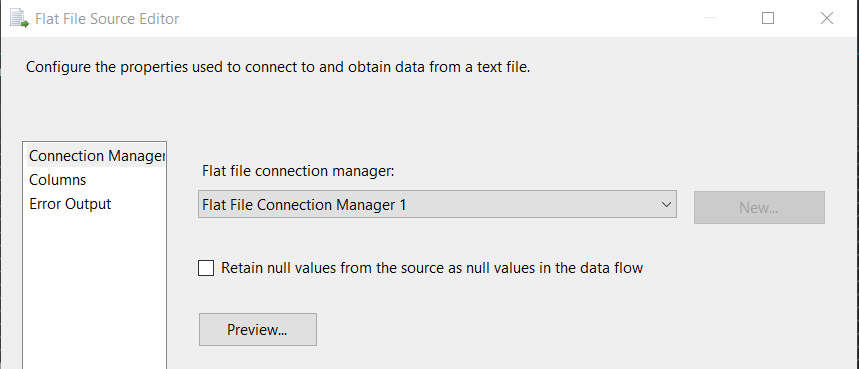 Flat File Source Editor
Configure the properties used to connect to and obtain data from a text file.
Connection Manager
Columns
Error Output
Flat file connection manager:
Flat File Connection Manager 1
New...
Retain null values from the source as null values in the data flow
Preview...